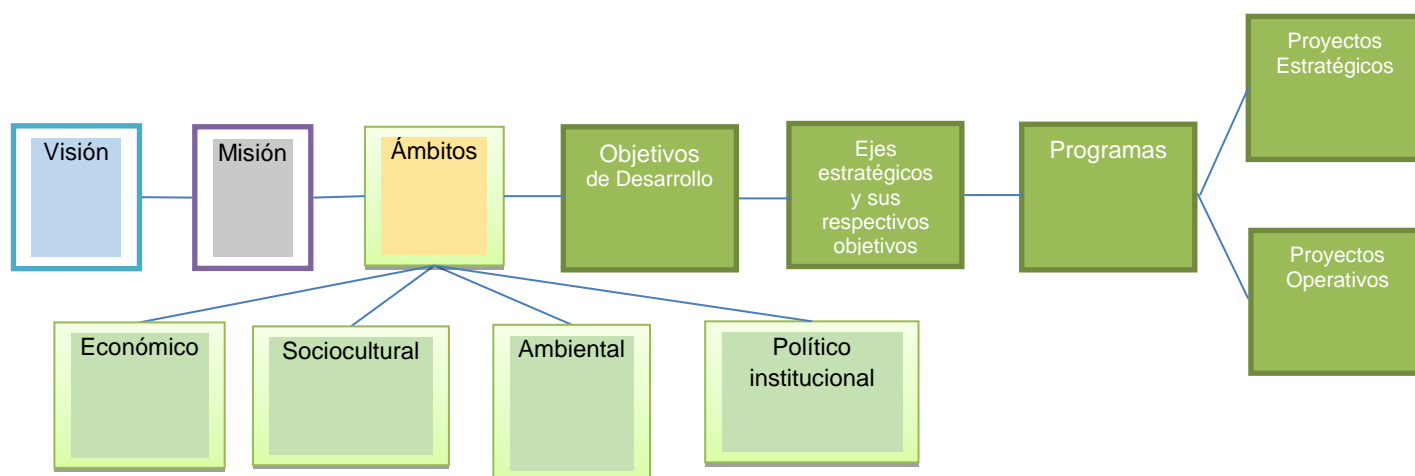 Visión
Misión
Ámbitos
Objetivos
de Desarrollo
Ejes
estratégicos
y sus
respectivos
objetivos
Programas
Proyectos
Estratégicos
Proyectos
Operativos
Económico
Sociocultural
Ambiental
Político
institucional